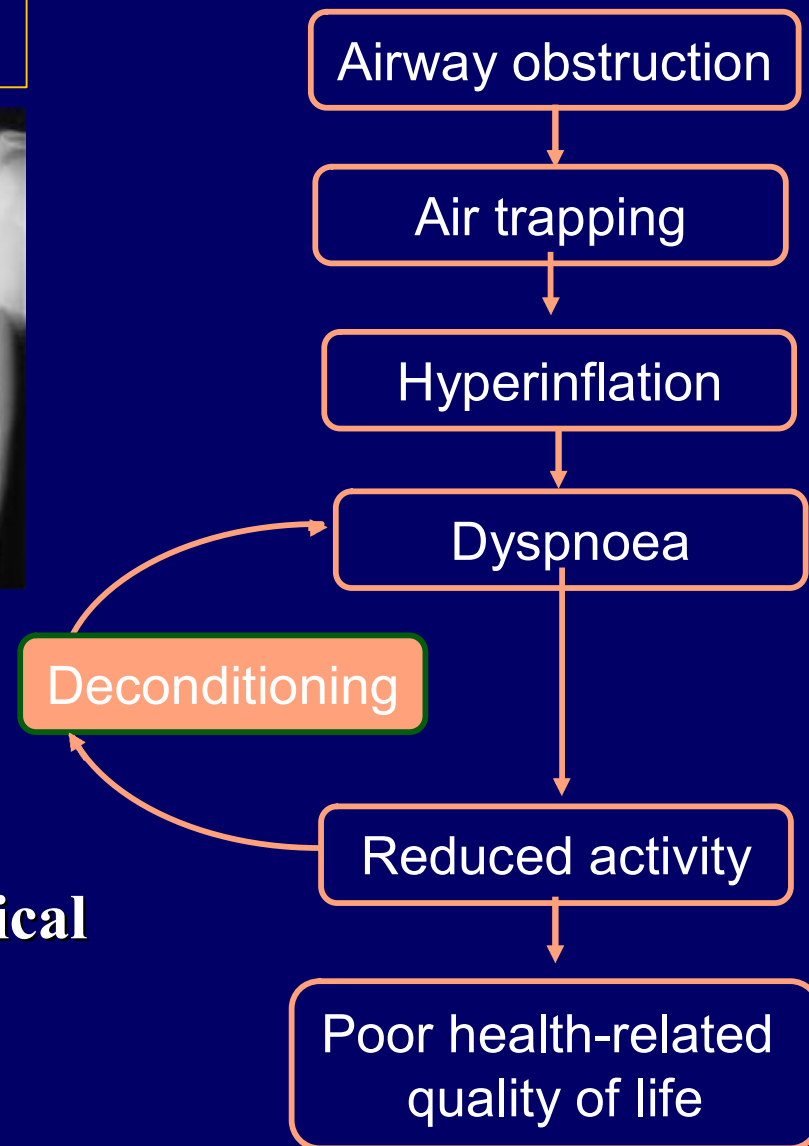 Airway obstruction
Air trapping
Hyperinflation
Dyspnoea
Deconditioning
Reduced activity
ical
Poor health-related
quality of life